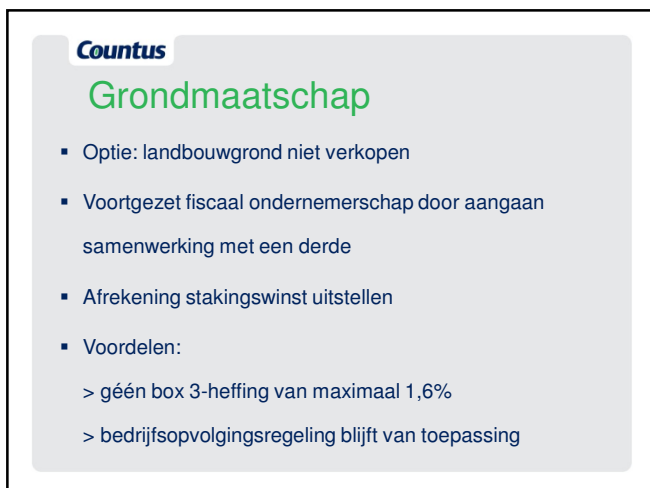 Countus
Grondmaatschap
▪ Optie: landbouwgrond niet verkopen
▪ Voortgezet fiscaal ondernemerschap door aangaan
samenwerking met een derde
▪ Afrekening stakingswinst uitstellen
▪ Voordelen:
> géén box 3-heffing van maximaal 1,6%
> bedrijfsopvolgingsregeling blijft van toepassing